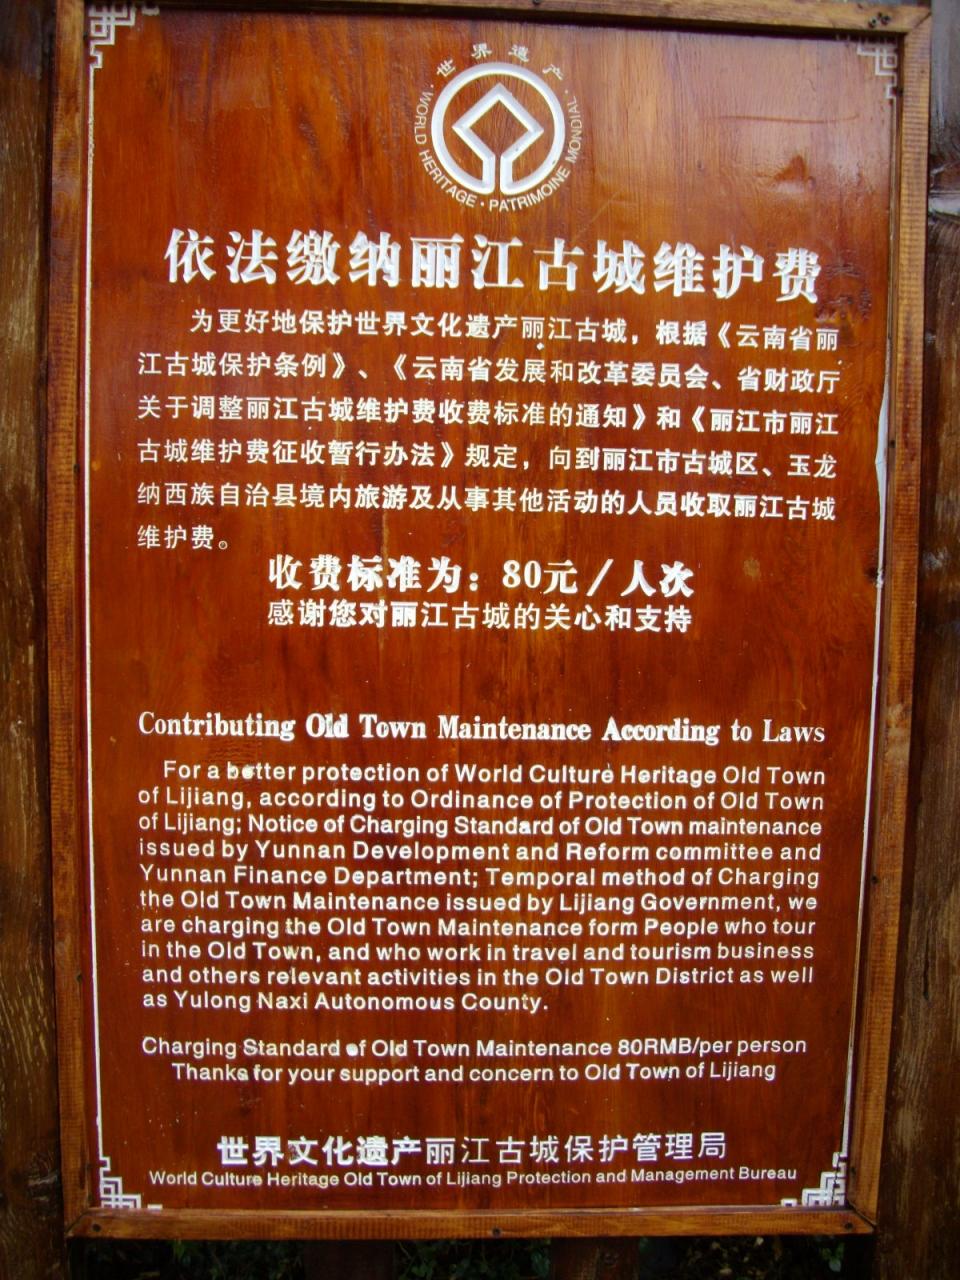 世界遗产
WORLD HERITAGE · PATRIMOINE MONDIAL
依法缴纳丽江古城维护费
为更好地保护世界文化遗产丽江古城，根据《云南省丽
江古城保护条例》、《云南省发展和改革委员会、省财政厅
关于调整丽江古城维护费收费标准的通知》和《丽江市丽江
古城维护费征收暂行办法》规定，向到丽江市古城区、玉龙
纳西族自治县境内旅游及从事其他活动的人员收取丽江古城
维护费。
收费标准为：80元／人次
感谢您对丽江古城的关心和支持
Contributing Old Town Maintenance According to Laws
For a better protection of World Culture Heritage Old Town
of Lijiang, according to Ordinance of Protection of Old Town
of Lijiang; Notice of Charging Standard of Old Town maintenance
issued by Yunnan Development and Reform committee and
Yunnan Finance Department; Temporal method of Charging
the Old Town Maintenance issued by Lijiang Government, we
are charging the Old Town Maintenance form People who tour
in the Old Town, and who work in travel and tourism business
and others relevant activities in the Old Town District as well
as Yulong Naxi Autonomous County.
Charging Standard of Old Town Maintenance 80RMB/per person
Thanks for your support and concern to Old Town of Lijiang
世界文化遗产丽江古城保护管理局
World Culture Heritage Old Town of Lijiang Protection and Management Bureau